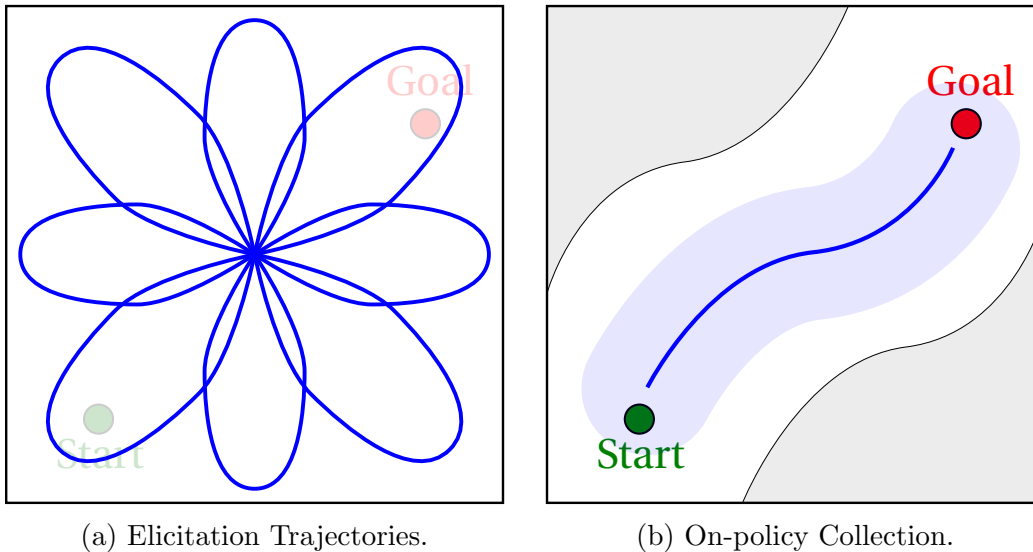 Goal
Start
(a) Elicitation Trajectories.
Goal
Start
(b) On-policy Collection.